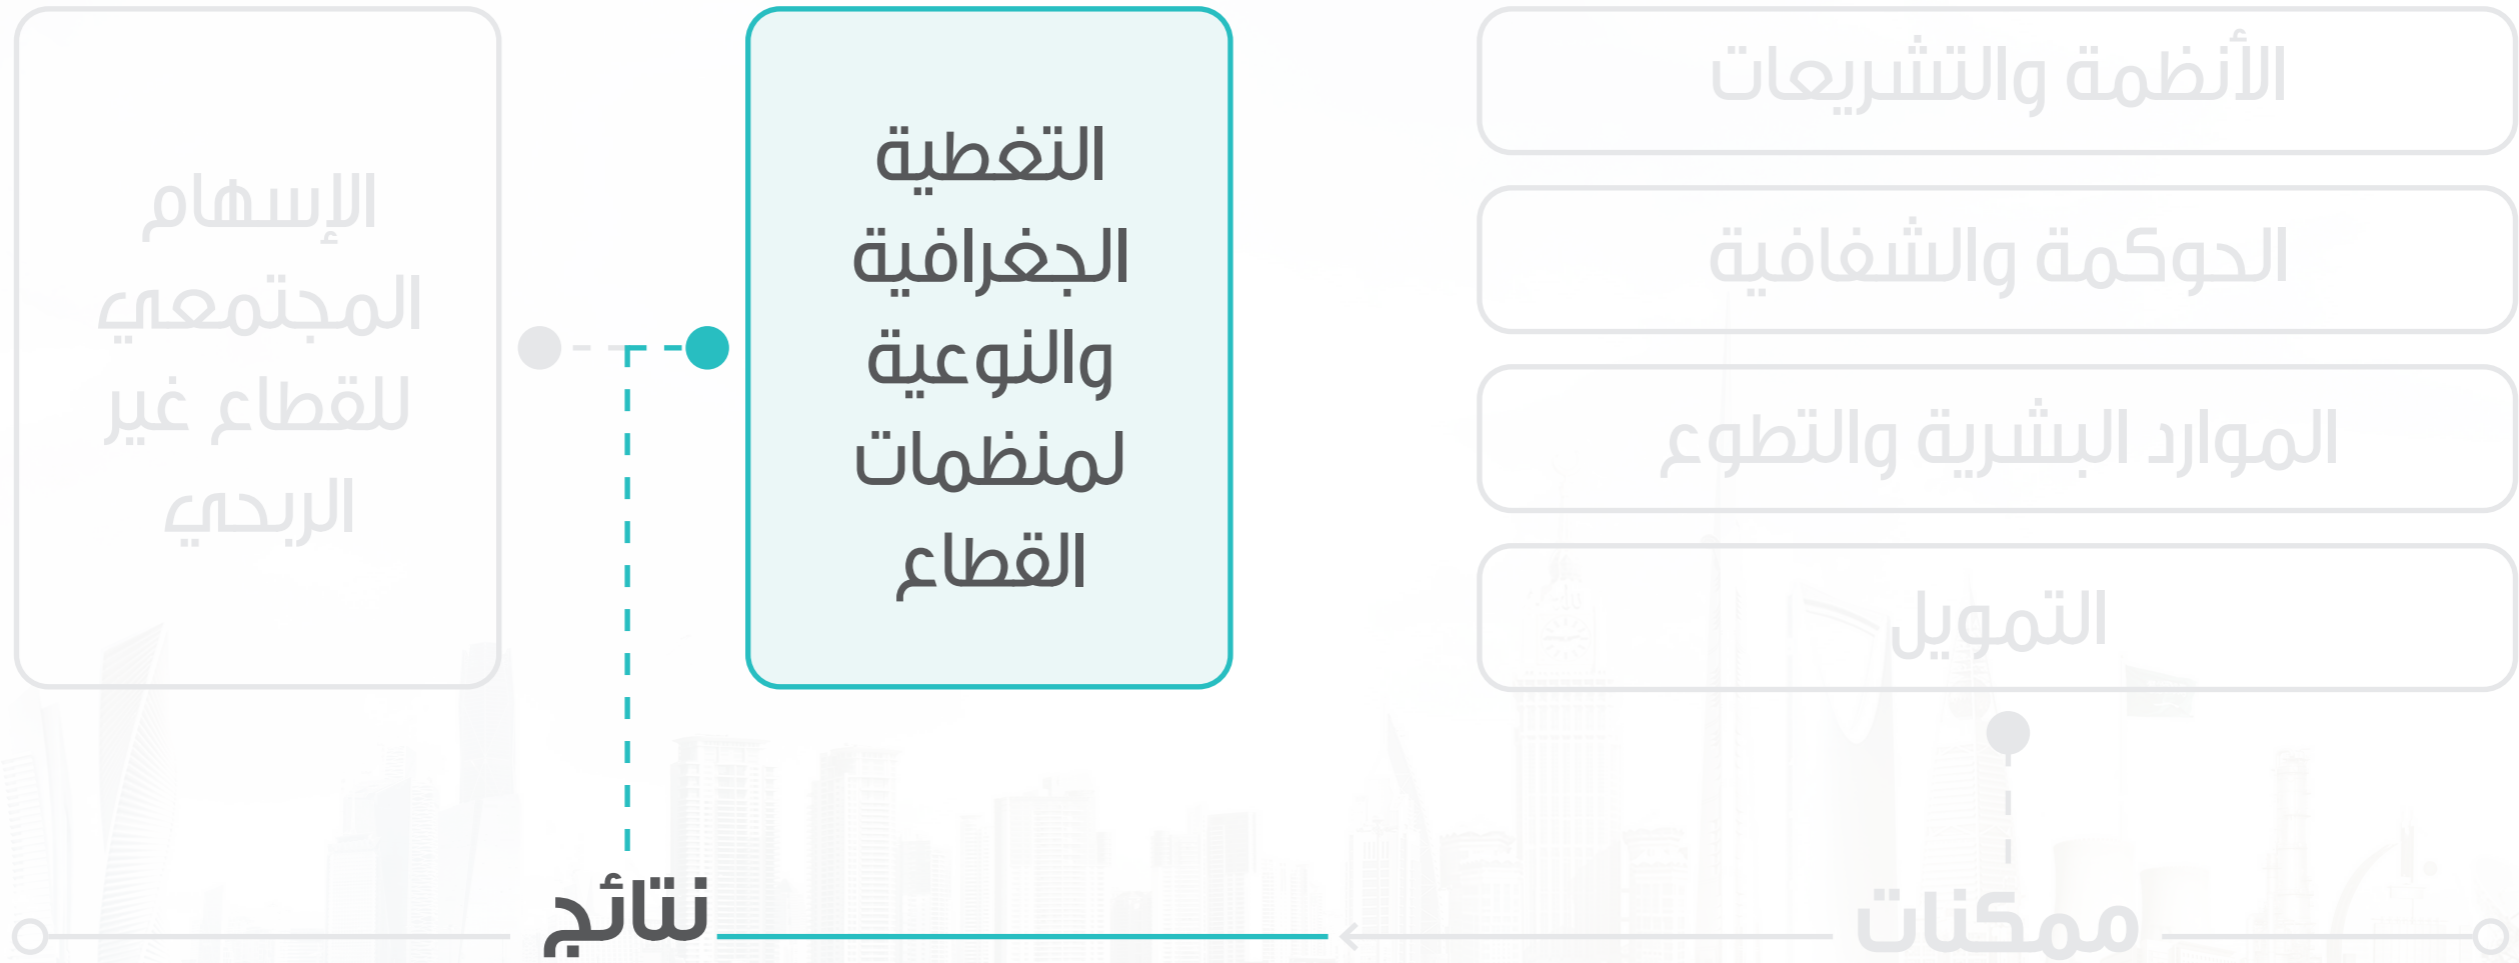 الأنظمة والتشريعات
الحوكمة والشفافية
الموارد البشرية والتطوع
التمويل
ممكنات
التغطية
الجغرافية
والنوعية
لمنظمات
القطاع
الإسهام
المجتمعي
للقطاع غير
الربحي
نتائج